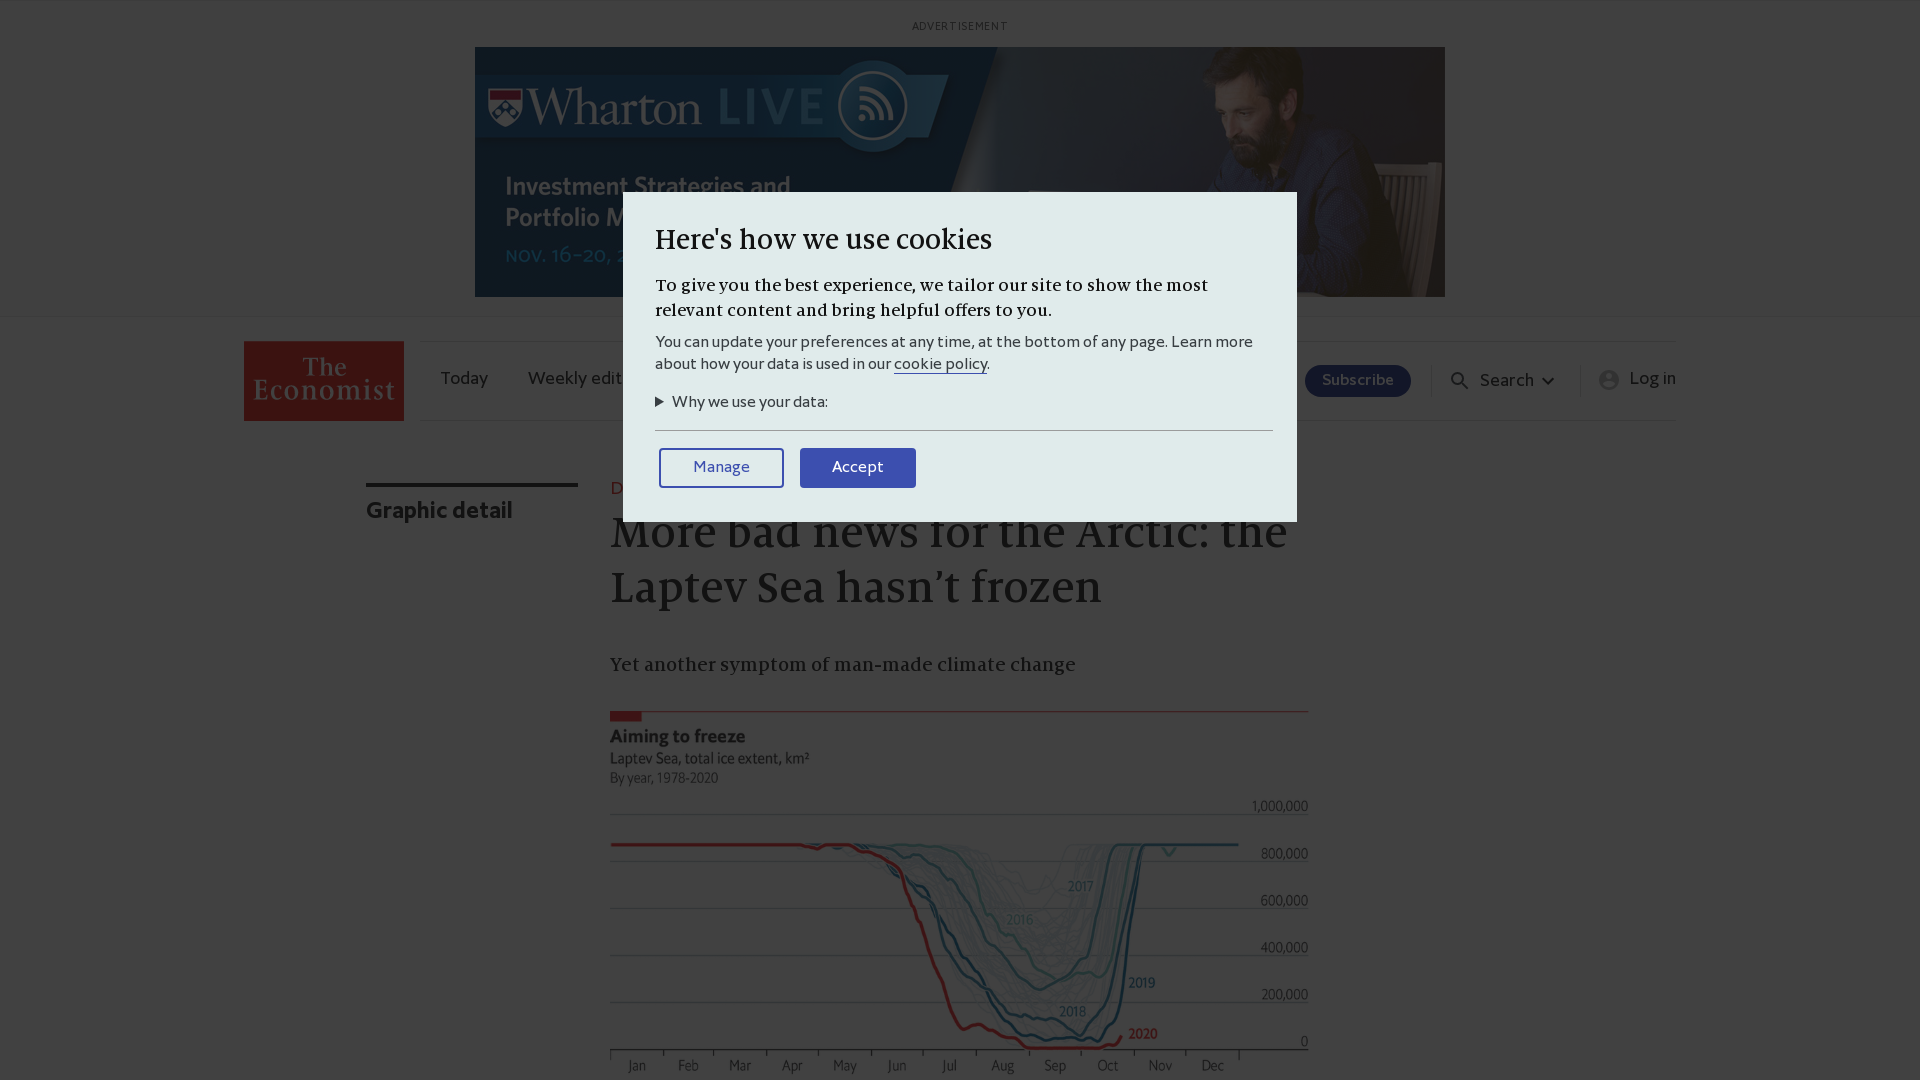 ADVERTISEMENT
Wharton LIVE
Investment Strategies and
Portfolio M
NOV. 16–20, 2
Here's how we use cookies
To give you the best experience, we tailor our site to show the most
relevant content and bring helpful offers to you.
You can update your preferences at any time, at the bottom of any page. Learn more
about how your data is used in our cookie policy.
Why we use your data:
Manage
Accept
The
Economist
Today
Weekly edit
Subscribe
Search
Log in
Graphic detail
D
More bad news for the Arctic: the
Laptev Sea hasn’t frozen
Yet another symptom of man-made climate change
Aiming to freeze
Laptev Sea, total ice extent, km²
By year, 1978-2020
1,000,000
800,000
2017
600,000
2016
400,000
2019
200,000
2018
2020
0
Jan Feb Mar Apr May Jun Jul Aug Sep Oct Nov Dec